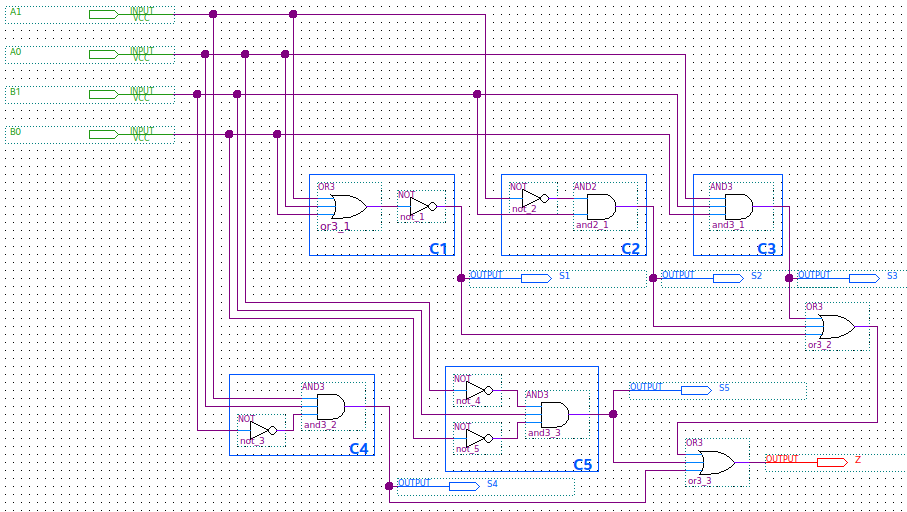 A1 INPUT
VCC
A0 INPUT
VCC
B1 INPUT
VCC
B0 INPUT
VCC
OR3
or3_1
NOT
not_1
C1
NOT
not_2
AND2
and2_1
C2
AND3
and3_1
C3
OUTPUT S1
OUTPUT S2
OUTPUT S3
OR3
or3_2
NOT
not_3
AND3
and3_2
C4
NOT
not_4
NOT
not_5
AND3
and3_3
C5
OUTPUT S5
OR3
or3_3
OUTPUT Z
OUTPUT S4